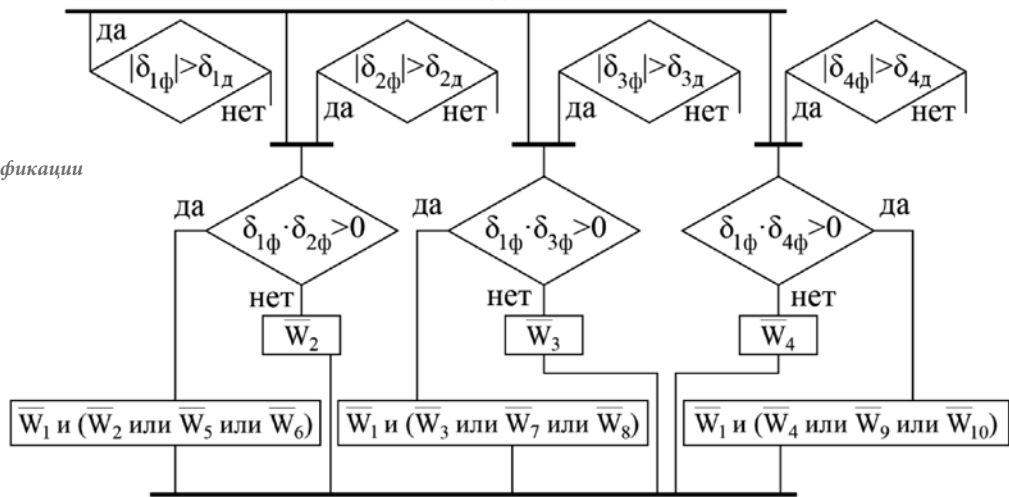 да
|δ₁ф|>δ₁д |δ₂ф|>δ₂д |δ₃ф|>δ₃д |δ₄ф|>δ₄д
нет да нет да нет да нет
фикации
да δ₁ф·δ₂ф>0 да δ₁ф·δ₃ф>0 δ₁ф·δ₄ф>0 да
нет нет нет
W̅₂ W̅₃ W̅₄
W̅₁ и (W̅₂ или W̅₅ или W̅₆) W̅₁ и (W̅₃ или W̅₇ или W̅₈) W̅₁ и (W̅₄ или W̅₉ или W̅₁₀)